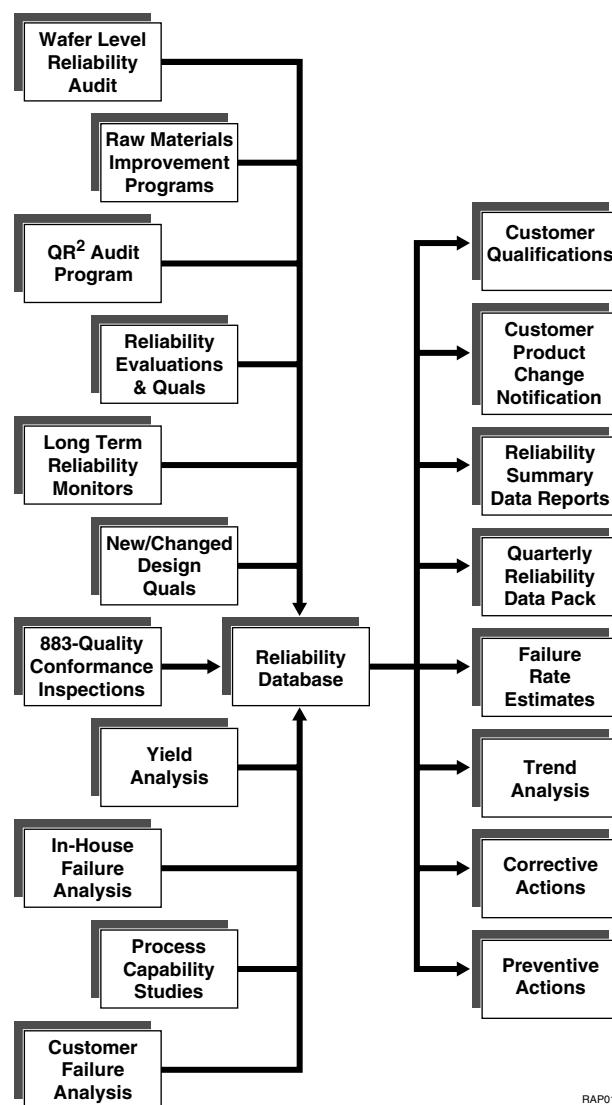 Wafer Level
Reliability
Audit
Raw Materials
Improvement
Programs
QR² Audit
Program
Reliability
Evaluations
& Quals
Long Term
Reliability
Monitors
New/Changed
Design
Quals
883-Quality
Conformance
Inspections
Reliability
Database
Yield
Analysis
In-House
Failure
Analysis
Process
Capability
Studies
Customer
Failure
Analysis
Customer
Qualifications
Customer
Product
Change
Notification
Reliability
Summary
Data Reports
Quarterly
Reliability
Data Pack
Failure
Rate
Estimates
Trend
Analysis
Corrective
Actions
Preventive
Actions